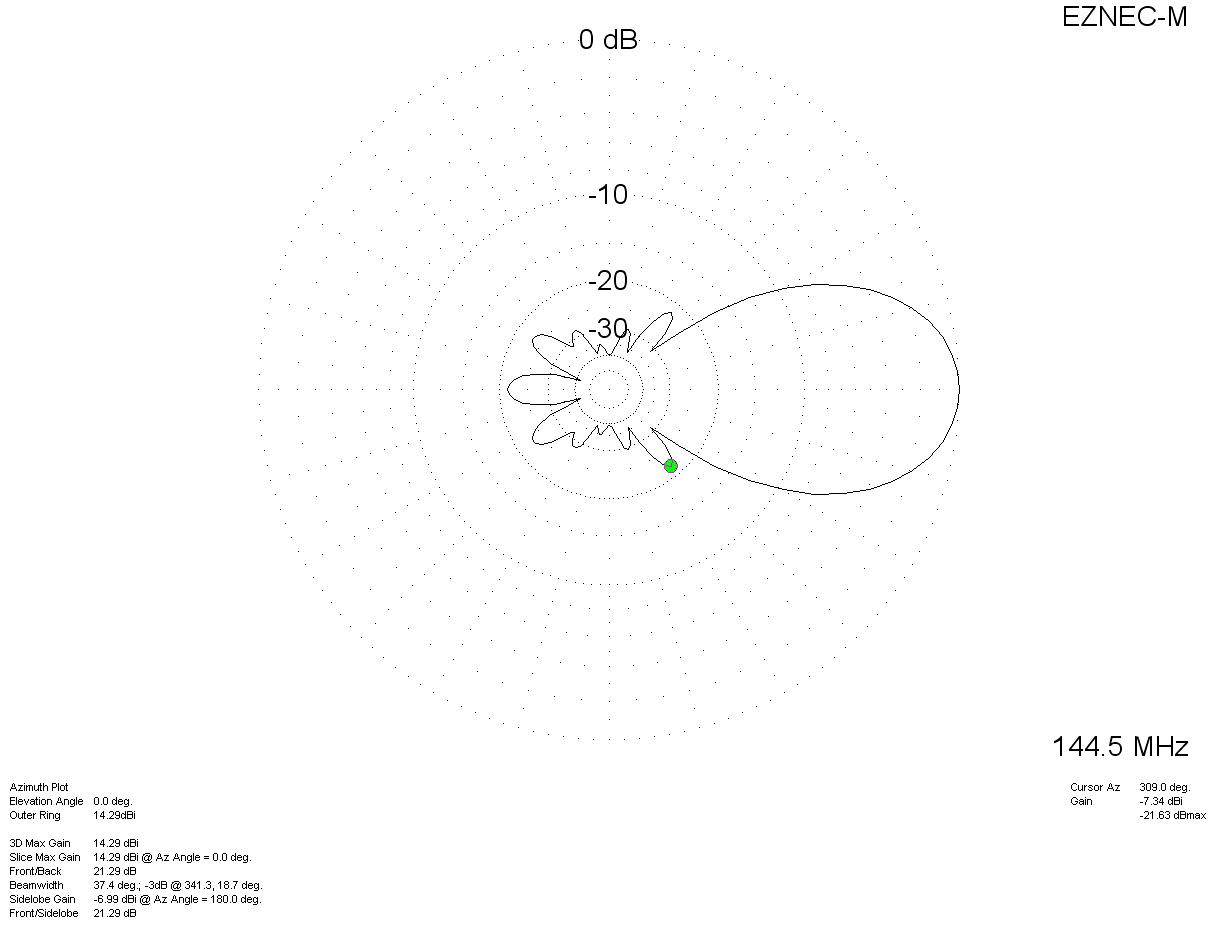 EZNEC-M
0 dB
-10
-20
-30
144.5 MHz
Azimuth Plot
Elevation Angle 0.0 deg.
Outer Ring 14.29dBi
3D Max Gain 14.29 dBi
Slice Max Gain 14.29 dBi @ Az Angle = 0.0 deg.
Front/Back 21.29 dB
Beamwidth 37.4 deg.; -3dB @ 341.3, 18.7 deg.
Sidelobe Gain -6.99 dBi @ Az Angle = 180.0 deg.
Front/Sidelobe 21.29 dB
Cursor Az 309.0 deg.
Gain -7.34 dBi
-21.63 dBmax